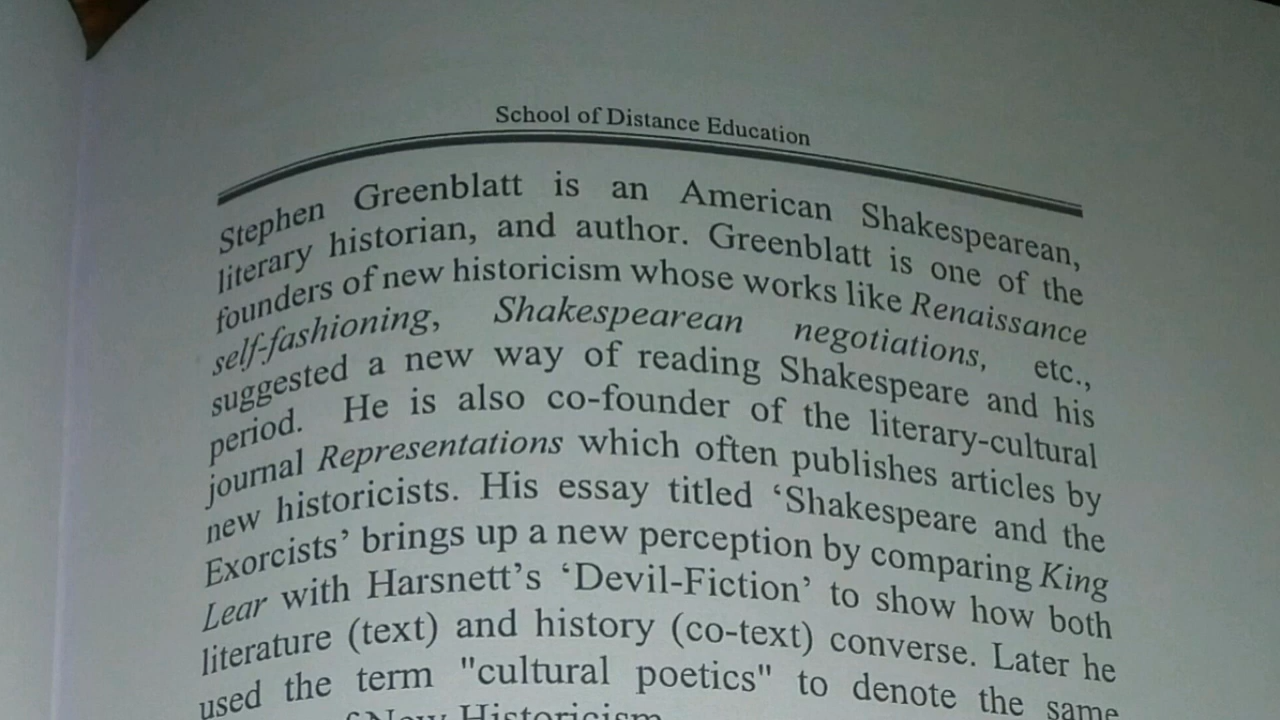 School of Distance Education
Stephen Greenblatt is an American Shakespearean,
literary historian, and author. Greenblatt is one of the
founders of new historicism whose works like Renaissance
self-fashioning, Shakespearean negotiations, etc.,
suggested a new way of reading Shakespeare and his
period. He is also co-founder of the literary-cultural
journal Representations which often publishes articles by
new historicists. His essay titled ‘Shakespeare and the
Exorcists’ brings up a new perception by comparing King
Lear with Harsnett’s ‘Devil-Fiction’ to show how both
literature (text) and history (co-text) converse. Later he
used the term "cultural poetics" to denote the same
New Historicism